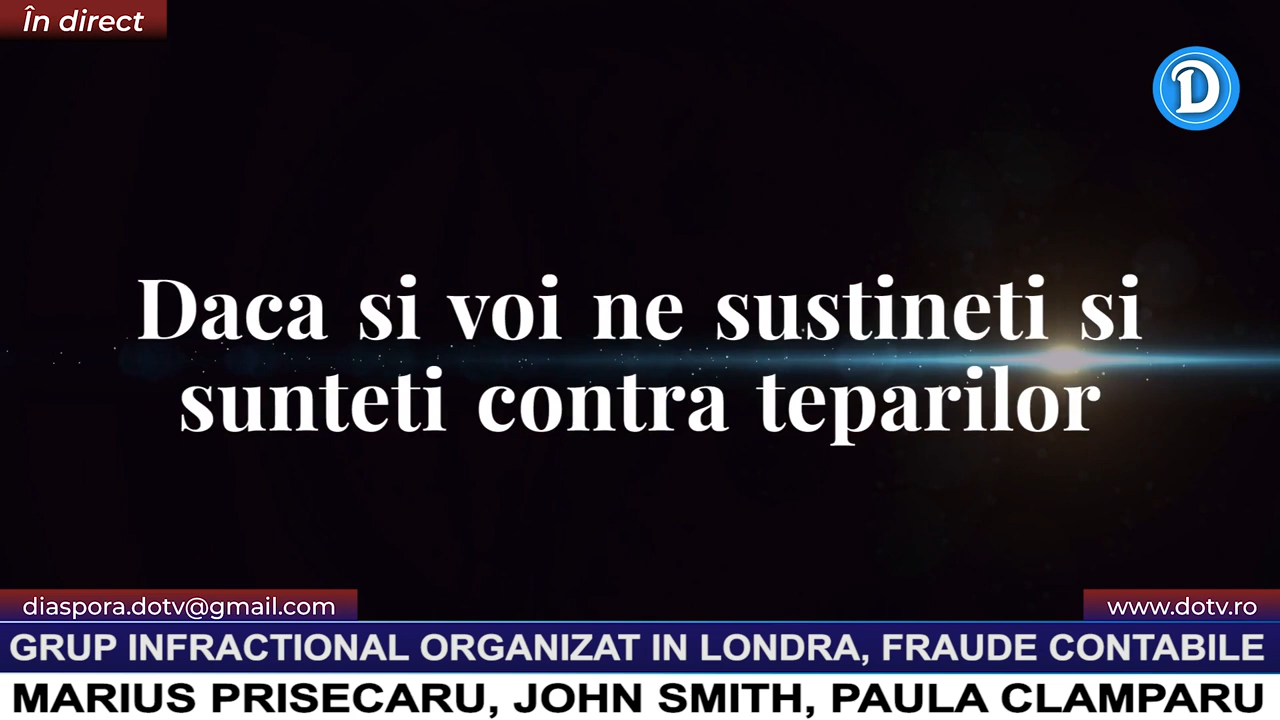 În direct
D
Daca si voi ne sustineti si
sunteti contra teparilor
diaspora.dotv@gmail.com
www.dotv.ro
GRUP INFRACTIONAL ORGANIZAT IN LONDRA, FRAUDE CONTABILE
MARIUS PRISECARU, JOHN SMITH, PAULA CLAMPARU